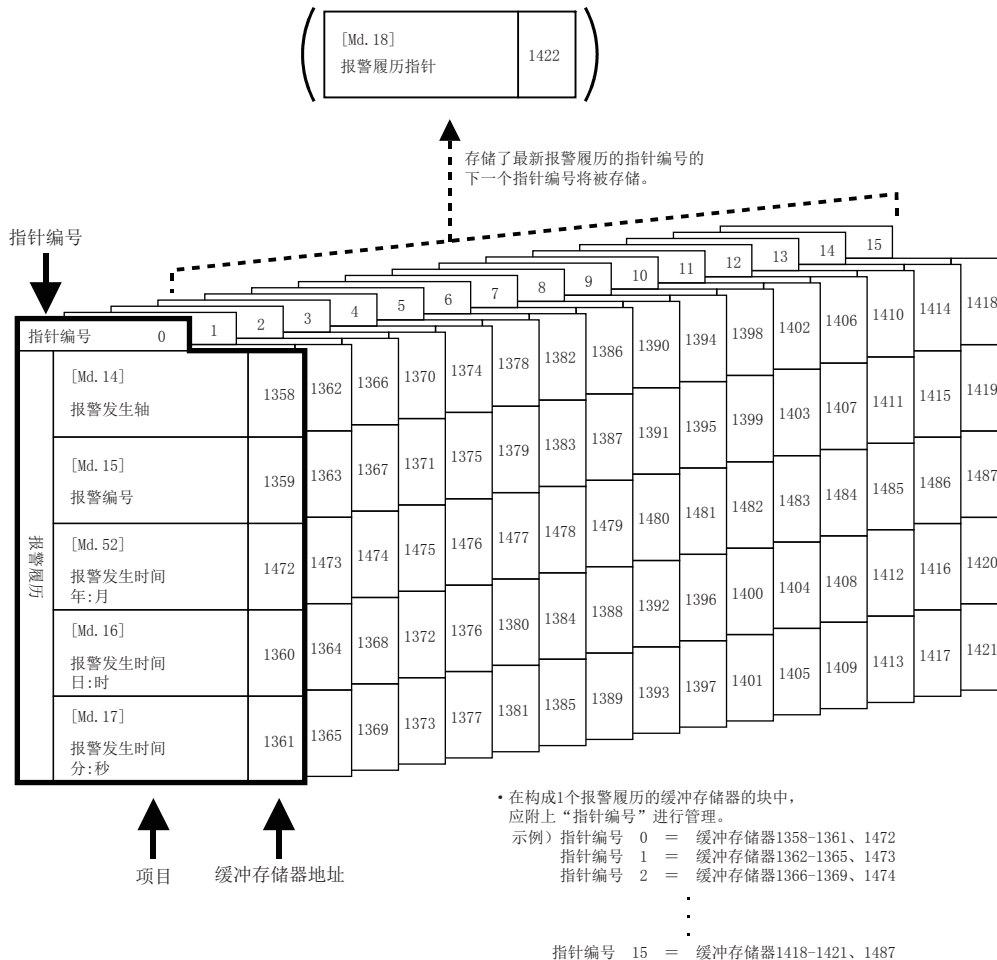 [Md.18]
报警履历指针
1422
存储了最新报警履历的指针编号的
下一个指针编号将被存储。
指针编号
指针编号 0
1
2
3
4
5
6
7
8
9
10
11
12
13
14
15
报警履历
[Md.14]
报警发生轴
1358 1362 1366 1370 1374 1378 1382 1386 1390 1394 1398 1402 1406 1410 1414 1418
[Md.15]
报警编号
1359 1363 1367 1371 1375 1379 1383 1387 1391 1395 1399 1403 1407 1411 1415 1419
[Md.52]
报警发生时间
年:月
1472 1473 1474 1475 1476 1477 1478 1479 1480 1481 1482 1483 1484 1485 1486 1487
[Md.16]
报警发生时间
日:时
1360 1364 1368 1372 1376 1380 1384 1388 1392 1396 1400 1404 1408 1412 1416 1420
[Md.17]
报警发生时间
分:秒
1361 1365 1369 1373 1377 1381 1385 1389 1393 1397 1401 1405 1409 1413 1417 1421
项目
缓冲存储器地址
•在构成1个报警履历的缓冲存储器的块中,
应附上“指针编号”进行管理。
示例）指针编号 0 ＝ 缓冲存储器1358-1361、1472
指针编号 1 ＝ 缓冲存储器1362-1365、1473
指针编号 2 ＝ 缓冲存储器1366-1369、1474
指针编号 15 ＝ 缓冲存储器1418-1421、1487